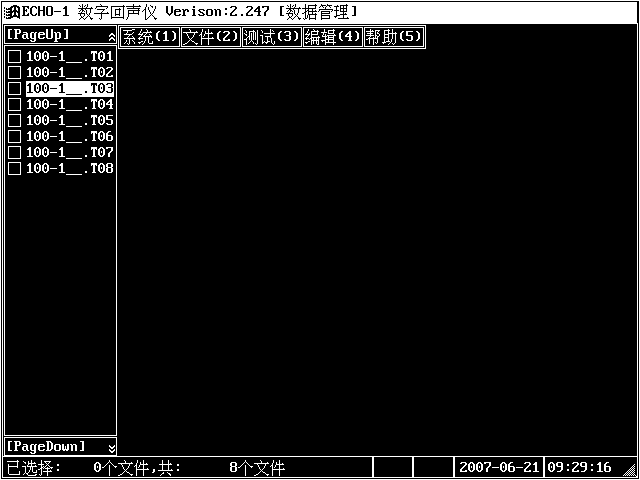 ECHO-1 数字回声仪 Verison:2.247 [数据管理]
[PageUp]
系统(1) 文件(2) 测试(3) 编辑(4) 帮助(5)
100-1__.T01
100-1__.T02
100-1__.T03
100-1__.T04
100-1__.T05
100-1__.T06
100-1__.T07
100-1__.T08
[PageDown]
已选择: 0个文件,共: 8个文件 2007-06-21 09:29:16